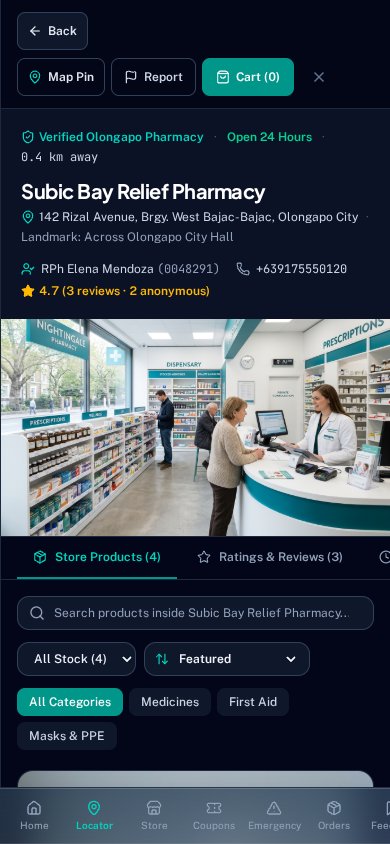 Back
Map Pin
Report
Cart (0)
Verified Olongapo Pharmacy · Open 24 Hours ·
0.4 km away
Subic Bay Relief Pharmacy
142 Rizal Avenue, Brgy. West Bajac-Bajac, Olongapo City ·
Landmark: Across Olongapo City Hall
RPh Elena Mendoza (0048291) +639175550120
4.7 (3 reviews · 2 anonymous)
NIGHTINGALE
PHARMACY
PRESCRIPTIONS
DISPENSARY
PRESCRIPTIONS
Store Products (4)
Ratings & Reviews (3)
Search products inside Subic Bay Relief Pharmacy...
All Stock (4)
Featured
All Categories
Medicines
First Aid
Masks & PPE
Home
Locator
Store
Coupons
Emergency
Orders
Fee